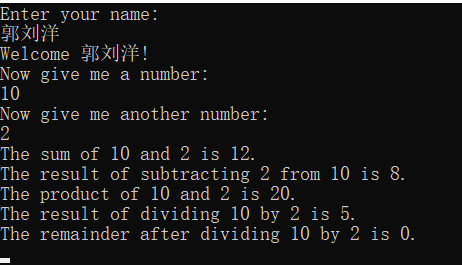 Enter your name:
郭刘洋
Welcome 郭刘洋!
Now give me a number:
10
Now give me another number:
2
The sum of 10 and 2 is 12.
The result of subtracting 2 from 10 is 8.
The product of 10 and 2 is 20.
The result of dividing 10 by 2 is 5.
The remainder after dividing 10 by 2 is 0.